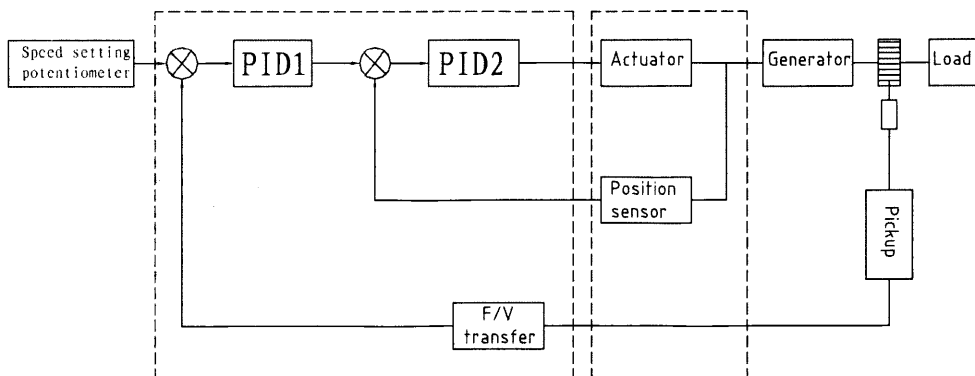 Speed setting
potentiometer
PID1
PID2
Actuator
Generator
Load
Position
sensor
Pickup
F/V
transfer